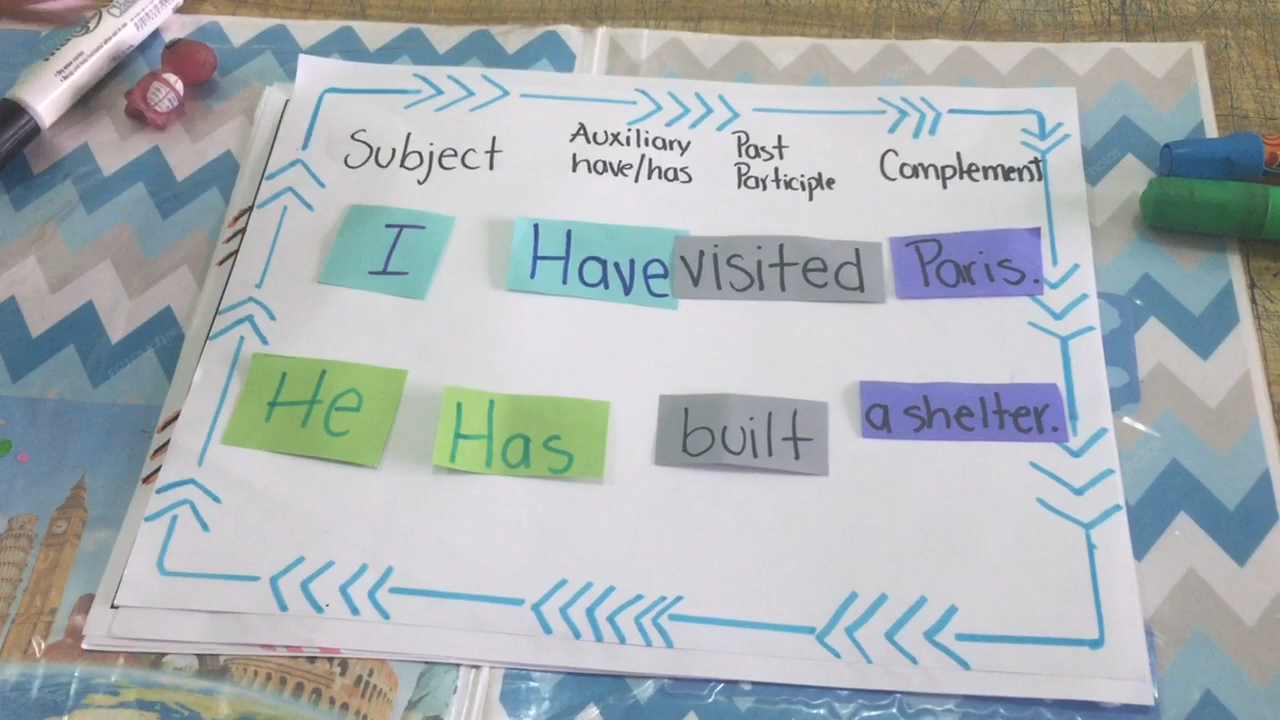 Subject Auxiliary have/has Past Participle Complement
I Have visited Paris.
He Has built a shelter.